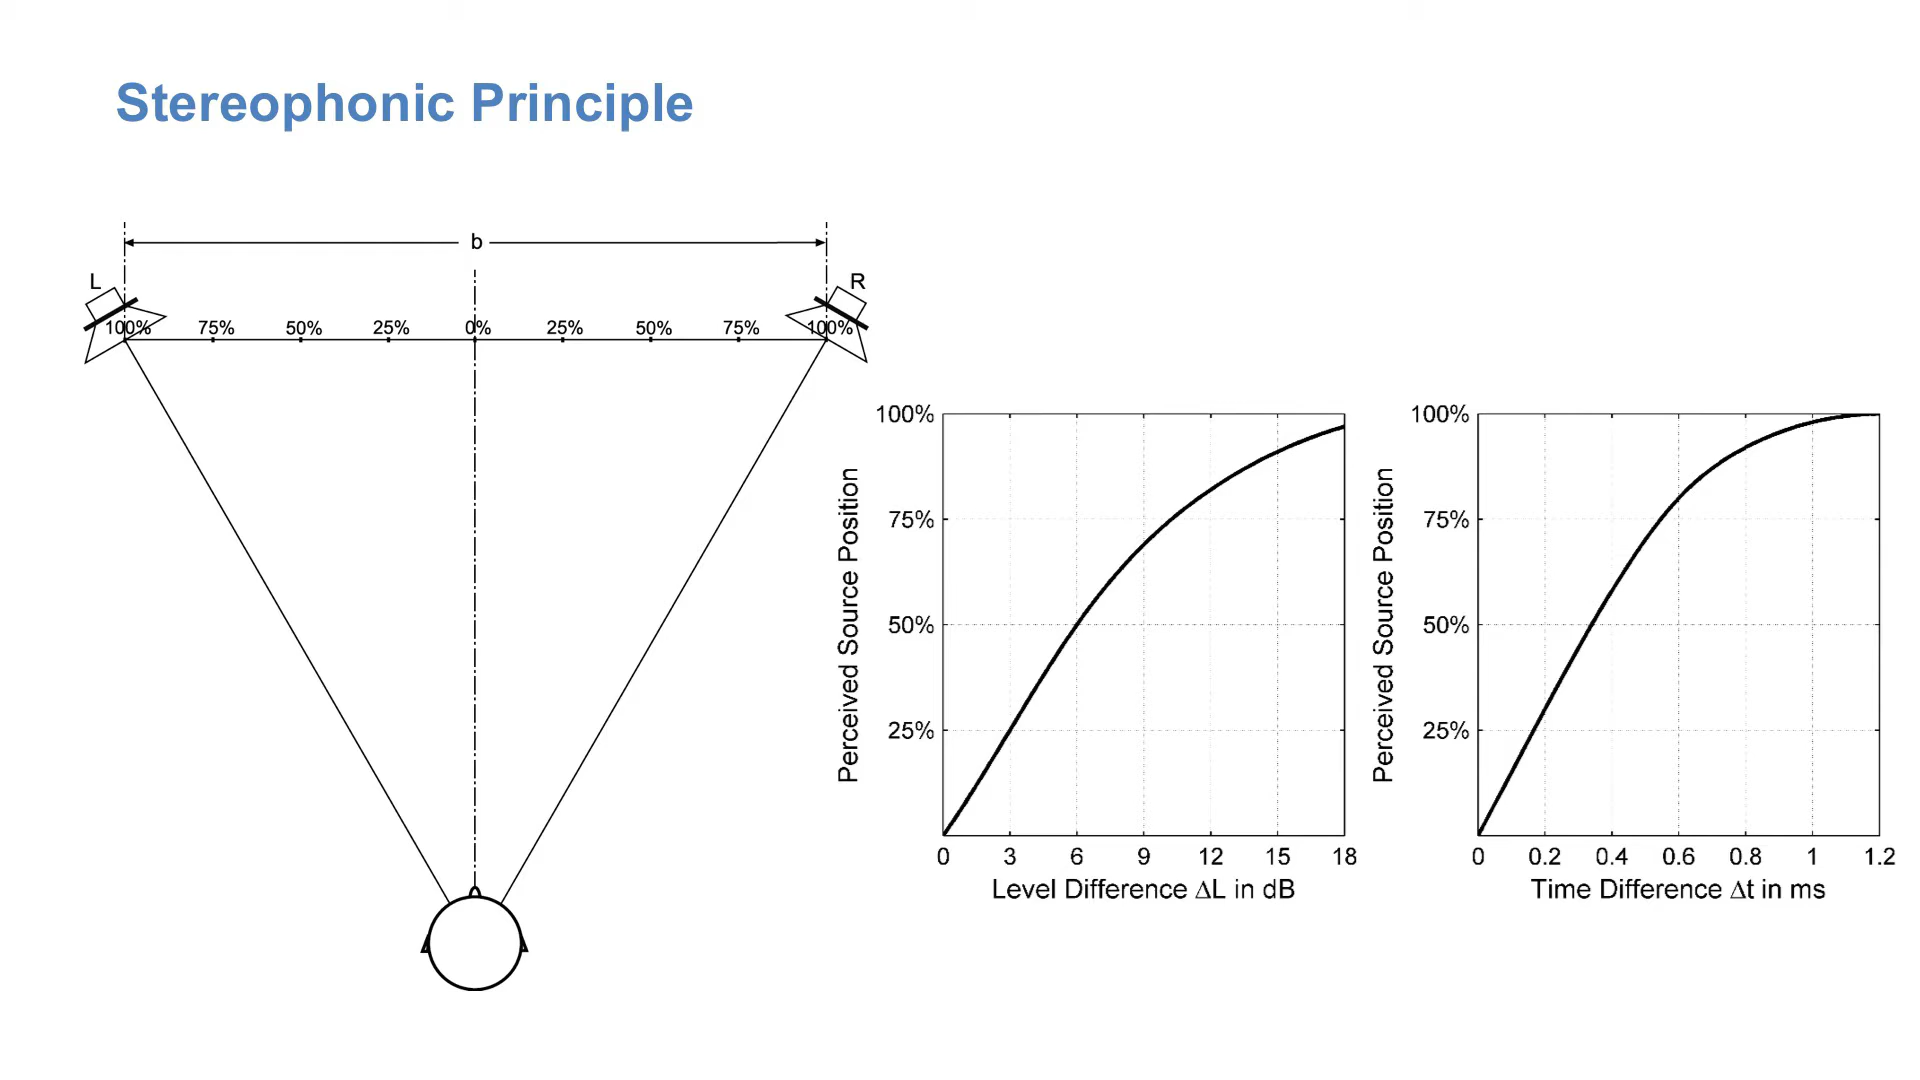 Stereophonic Principle
b
L
R
100% 75% 50% 25% 0% 25% 50% 75% 100%
100%
75%
50%
25%
Perceived Source Position
0 3 6 9 12 15 18
Level Difference ΔL in dB
100%
75%
50%
25%
Perceived Source Position
0 0.2 0.4 0.6 0.8 1 1.2
Time Difference Δt in ms